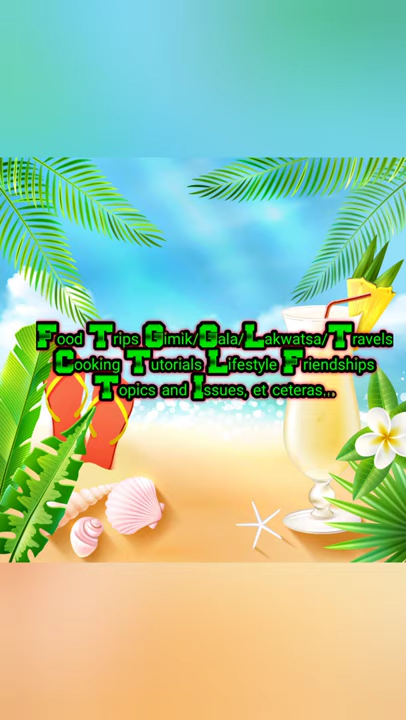 Food Trips Gimik/Gala/Lakwatsa/Travels
Cooking Tutorials Lifestyle Friendships
Topics and Issues, et ceteras...